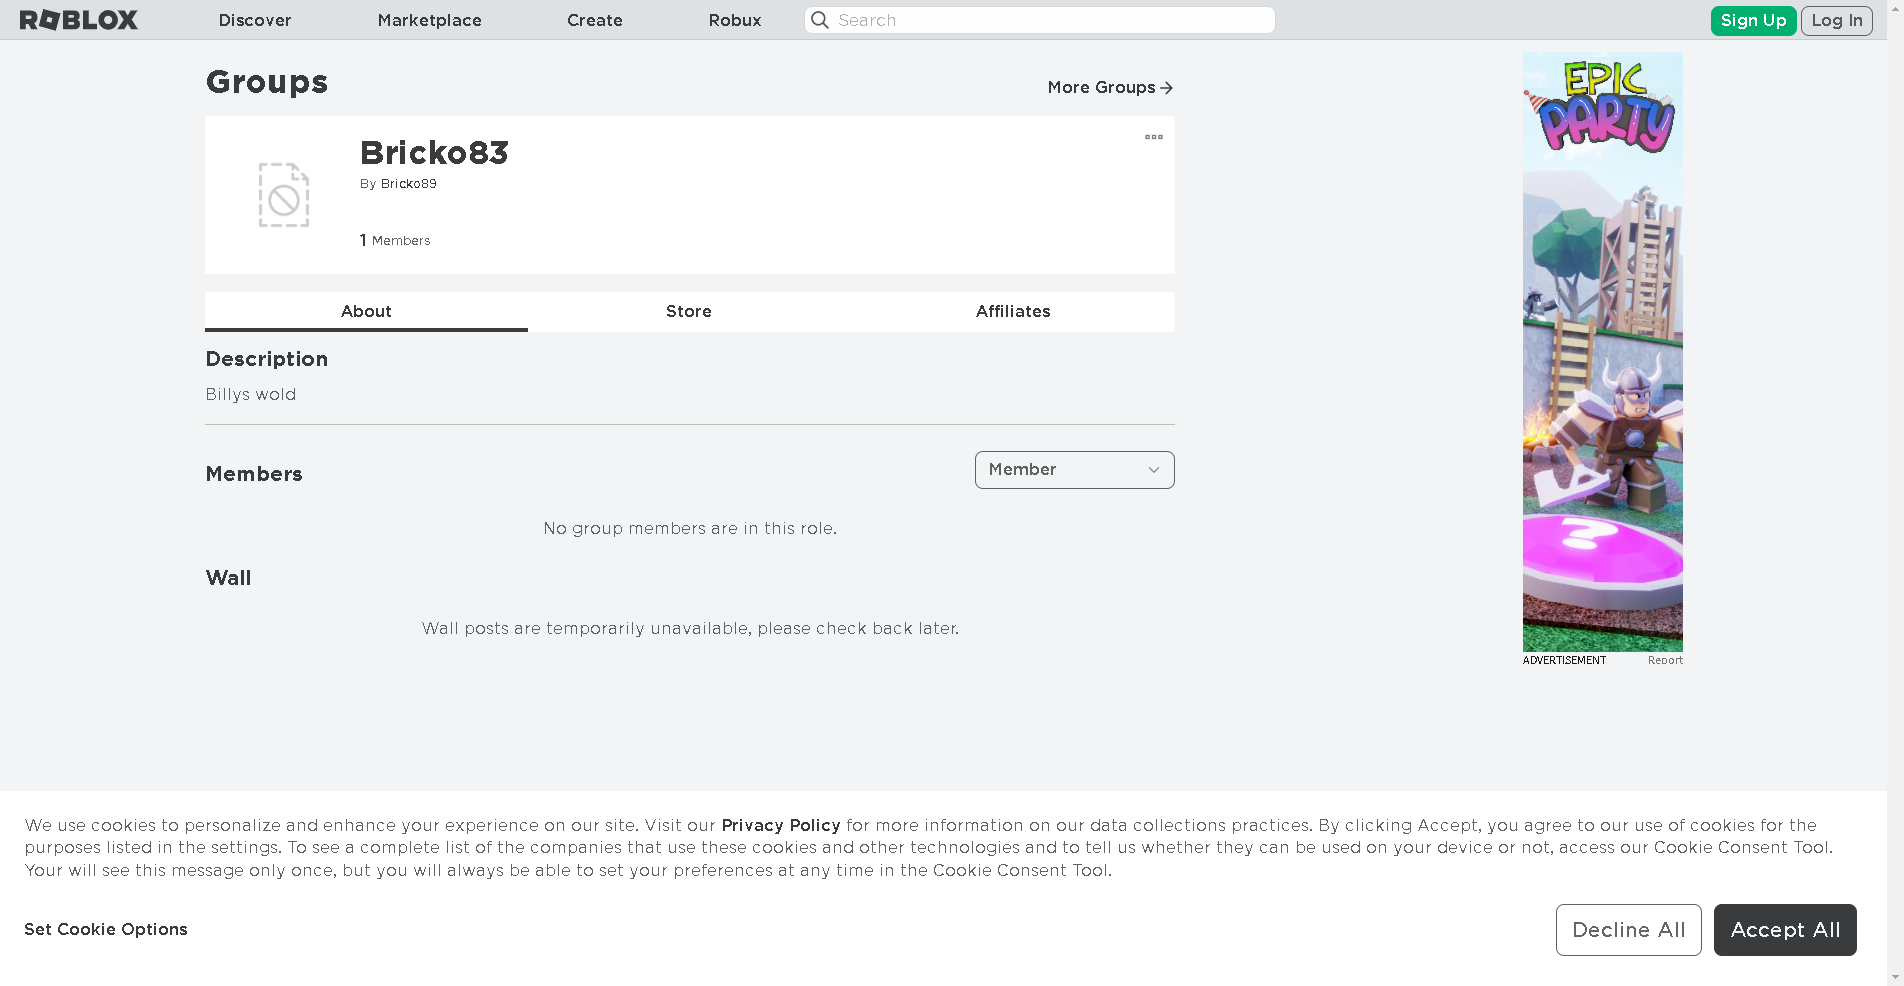 ROBLOX
Discover
Marketplace
Create
Robux
Search
Sign Up
Log In
Groups
More Groups
Bricko83
By Bricko89
1 Members
About
Store
Affiliates
Description
Billys wold
Members
Member
No group members are in this role.
Wall
Wall posts are temporarily unavailable, please check back later.
EPIC
PARTY
?
ADVERTISEMENT
Report
We use cookies to personalize and enhance your experience on our site. Visit our Privacy Policy for more information on our data collections practices. By clicking Accept, you agree to our use of cookies for the
purposes listed in the settings. To see a complete list of the companies that use these cookies and other technologies and to tell us whether they can be used on your device or not, access our Cookie Consent Tool.
Your will see this message only once, but you will always be able to set your preferences at any time in the Cookie Consent Tool.
Set Cookie Options
Decline All
Accept All